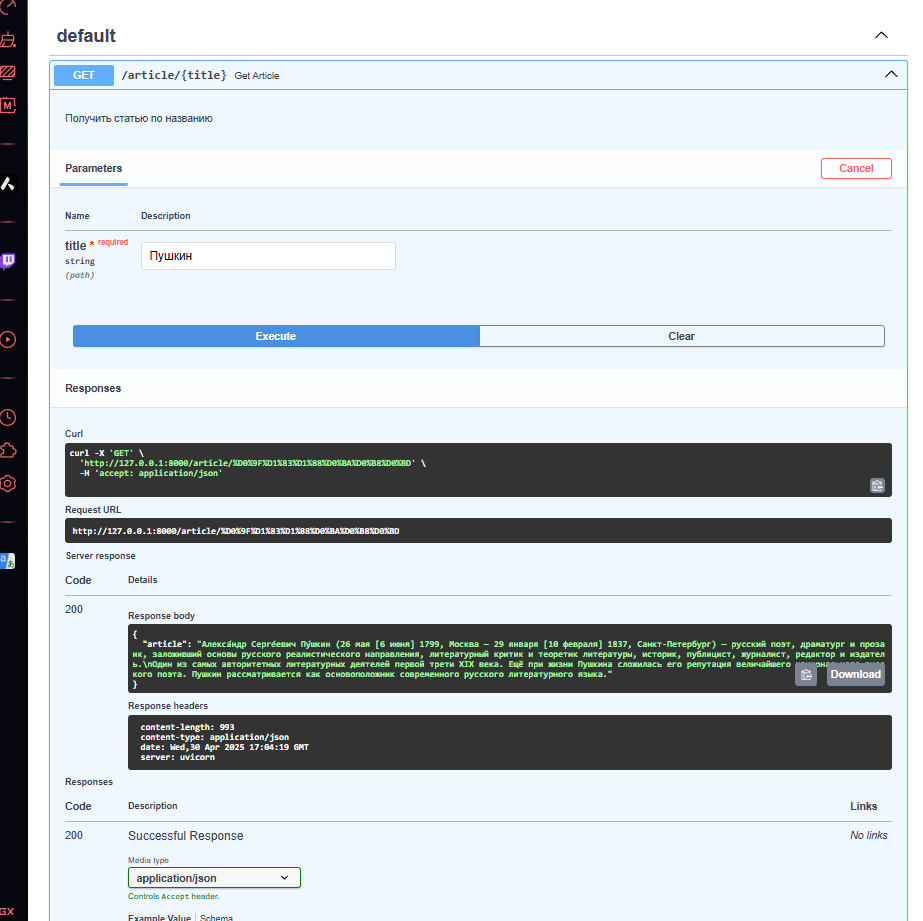 default
GET /article/{title} Get Article
Получить статью по названию
Parameters
Cancel
Name Description
title * required
string
(path)
Пушкин
Execute Clear
Responses
Curl
curl -X 'GET' \
'http://127.0.0.1:8000/article/%D0%9F%D1%83%D1%88%D0%BA%D0%B8%D0%BD' \
-H 'accept: application/json'
Request URL
http://127.0.0.1:8000/article/%D0%9F%D1%83%D1%88%D0%BA%D0%B8%D0%BD
Server response
Code Details
200
Response body
{
"article": "Алекса́ндр Серге́евич Пу́шкин (26 мая [6 июня] 1799, Москва — 29 января [10 февраля] 1837, Санкт-Петербург) — русский поэт, драматург и проза
ик, заложивший основы русского реалистического направления, литературный критик и теоретик литературы, историк, публицист, журналист, редактор и издател
ь.\nОдин из самых авторитетных литературных деятелей первой трети XIX века. Ещё при жизни Пушкина сложилась его репутация величайшего
кого поэта. Пушкин рассматривается как основоположник современного русского литературного языка."
}
Download
Response headers
content-length: 993
content-type: application/json
date: Wed,30 Apr 2025 17:04:19 GMT
server: uvicorn
Responses
Code Description Links
200 Successful Response No links
Media type
application/json
Controls Accept header.
Example Value | Schema
M
GX